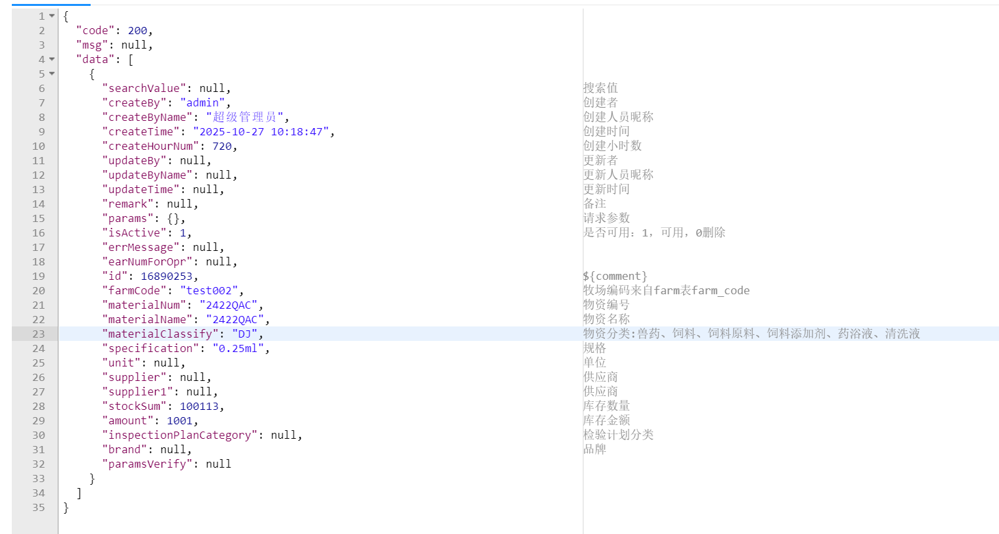 1 {
2 "code": 200,
3 "msg": null,
4 "data": [
5 {
6 "searchValue": null, 搜索值
7 "createBy": "admin", 创建者
8 "createByName": "超级管理员", 创建人员昵称
9 "createTime": "2025-10-27 10:18:47", 创建时间
10 "createHourNum": 720, 创建小时数
11 "updateBy": null, 更新者
12 "updateByName": null, 更新人员昵称
13 "updateTime": null, 更新时间
14 "remark": null, 备注
15 "params": {}, 请求参数
16 "isActive": 1, 是否可用：1，可用，0删除
17 "errMessage": null,
18 "earNumForOpr": null,
19 "id": 16890253, ${comment}
20 "farmCode": "test002", 牧场编码来自farm表farm_code
21 "materialNum": "2422QAC", 物资编号
22 "materialName": "2422QAC", 物资名称
23 "materialClassify": "DJ", 物资分类:兽药、饲料、饲料原料、饲料添加剂、药浴液、清洗液
24 "specification": "0.25ml", 规格
25 "unit": null, 单位
26 "supplier": null, 供应商
27 "supplier1": null, 供应商
28 "stockSum": 100113, 库存数量
29 "amount": 1001, 库存金额
30 "inspectionPlanCategory": null, 检验计划分类
31 "brand": null, 品牌
32 "paramsVerify": null
33 }
34 ]
35 }